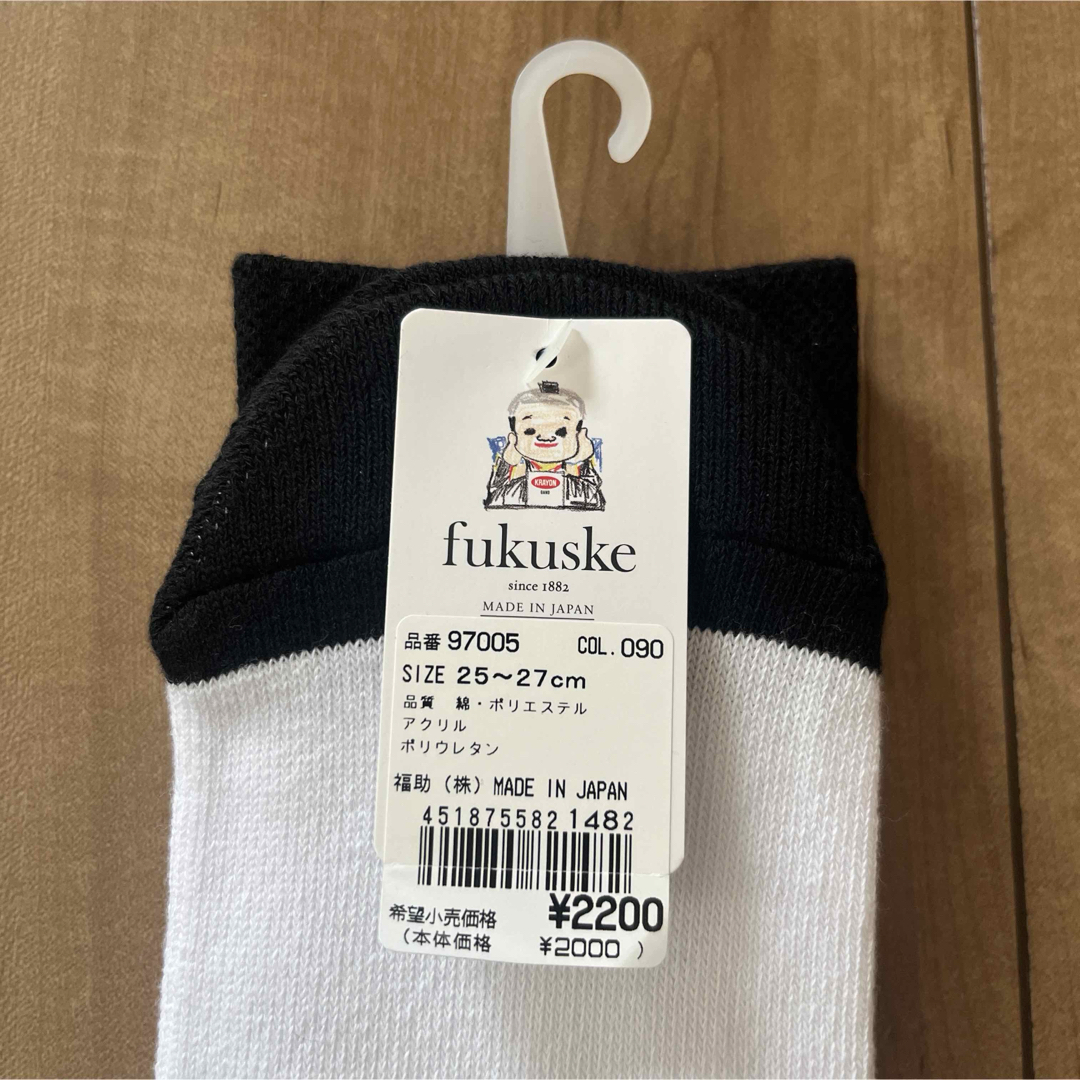 KRAYON
fukuske
since 1882
MADE IN JAPAN
品番 97005 COL. 090
SIZE 25～27cm
品質 綿・ポリエステル
アクリル
ポリウレタン
福助（株）MADE IN JAPAN
4518755821482
希望小売価格 ¥2200
（本体価格 ¥2000 ）